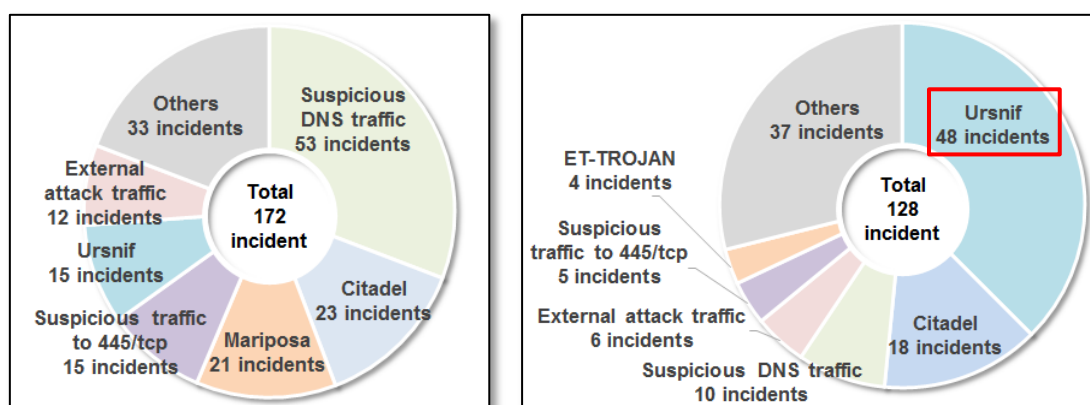 Others
33 incidents
Suspicious
DNS traffic
53 incidents
External
attack traffic
12 incidents
Total
172
incident
Ursnif
15 incidents
Citadel
23 incidents
Suspicious traffic
to 445/tcp
15 incidents
Mariposa
21 incidents
Others
37 incidents
Ursnif
48 incidents
ET-TROJAN
4 incidents
Total
128
incident
Suspicious
traffic to 445/tcp
5 incidents
External attack traffic
6 incidents
Citadel
18 incidents
Suspicious DNS traffic
10 incidents